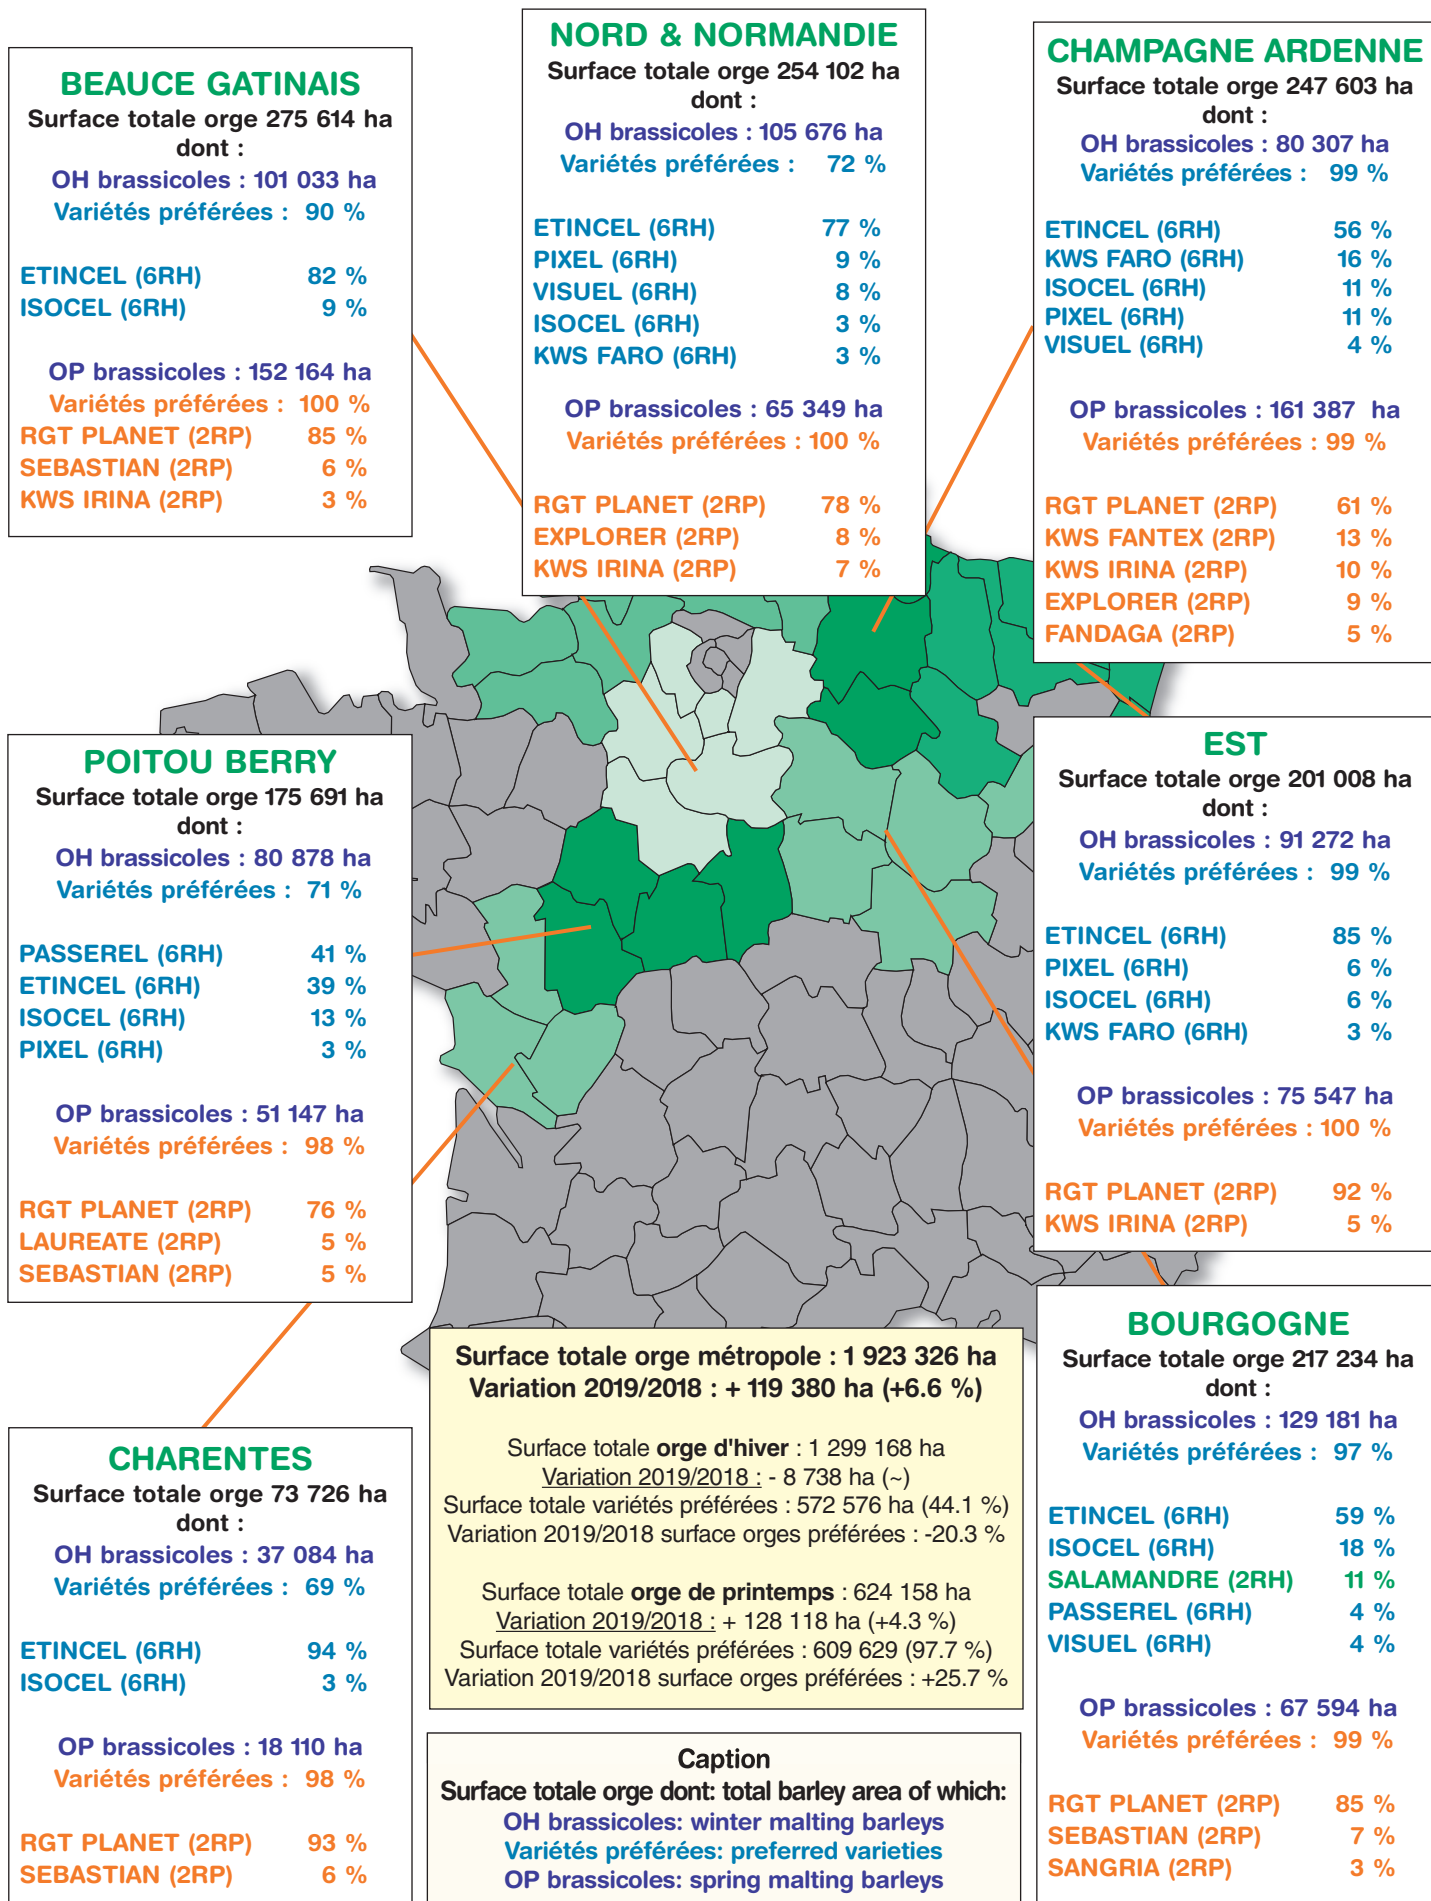 BEAUCE GATINAIS
Surface totale orge 275 614 ha
dont :
OH brassicoles : 101 033 ha
Variétés préférées : 90 %
ETINCEL (6RH) 82 %
ISOCEL (6RH) 9 %
OP brassicoles : 152 164 ha
Variétés préférées : 100 %
RGT PLANET (2RP) 85 %
SEBASTIAN (2RP) 6 %
KWS IRINA (2RP) 3 %
NORD & NORMANDIE
Surface totale orge 254 102 ha
dont :
OH brassicoles : 105 676 ha
Variétés préférées : 72 %
ETINCEL (6RH) 77 %
PIXEL (6RH) 9 %
VISUEL (6RH) 8 %
ISOCEL (6RH) 3 %
KWS FARO (6RH) 3 %
OP brassicoles : 65 349 ha
Variétés préférées : 100 %
RGT PLANET (2RP) 78 %
EXPLORER (2RP) 8 %
KWS IRINA (2RP) 7 %
CHAMPAGNE ARDENNE
Surface totale orge 247 603 ha
dont :
OH brassicoles : 80 307 ha
Variétés préférées : 99 %
ETINCEL (6RH) 56 %
KWS FARO (6RH) 16 %
ISOCEL (6RH) 11 %
PIXEL (6RH) 11 %
VISUEL (6RH) 4 %
OP brassicoles : 161 387 ha
Variétés préférées : 99 %
RGT PLANET (2RP) 61 %
KWS FANTEX (2RP) 13 %
KWS IRINA (2RP) 10 %
EXPLORER (2RP) 9 %
FANDAGA (2RP) 5 %
POITOU BERRY
Surface totale orge 175 691 ha
dont :
OH brassicoles : 80 878 ha
Variétés préférées : 71 %
PASSEREL (6RH) 41 %
ETINCEL (6RH) 39 %
ISOCEL (6RH) 13 %
PIXEL (6RH) 3 %
OP brassicoles : 51 147 ha
Variétés préférées : 98 %
RGT PLANET (2RP) 76 %
LAUREATE (2RP) 5 %
SEBASTIAN (2RP) 5 %
EST
Surface totale orge 201 008 ha
dont :
OH brassicoles : 91 272 ha
Variétés préférées : 99 %
ETINCEL (6RH) 85 %
PIXEL (6RH) 6 %
ISOCEL (6RH) 6 %
KWS FARO (6RH) 3 %
OP brassicoles : 75 547 ha
Variétés préférées : 100 %
RGT PLANET (2RP) 92 %
KWS IRINA (2RP) 5 %
CHARENTES
Surface totale orge 73 726 ha
dont :
OH brassicoles : 37 084 ha
Variétés préférées : 69 %
ETINCEL (6RH) 94 %
ISOCEL (6RH) 3 %
OP brassicoles : 18 110 ha
Variétés préférées : 98 %
RGT PLANET (2RP) 93 %
SEBASTIAN (2RP) 6 %
Surface totale orge métropole : 1 923 326 ha
Variation 2019/2018 : + 119 380 ha (+6.6 %)
Surface totale orge d'hiver : 1 299 168 ha
Variation 2019/2018 : - 8 738 ha (~)
Surface totale variétés préférées : 572 576 ha (44.1 %)
Variation 2019/2018 surface orges préférées : -20.3 %
Surface totale orge de printemps : 624 158 ha
Variation 2019/2018 : + 128 118 ha (+4.3 %)
Surface totale variétés préférées : 609 629 (97.7 %)
Variation 2019/2018 surface orges préférées : +25.7 %
Caption
Surface totale orge dont: total barley area of which:
OH brassicoles: winter malting barleys
Variétés préférées: preferred varieties
OP brassicoles: spring malting barleys
BOURGOGNE
Surface totale orge 217 234 ha
dont :
OH brassicoles : 129 181 ha
Variétés préférées : 97 %
ETINCEL (6RH) 59 %
ISOCEL (6RH) 18 %
SALAMANDRE (2RH) 11 %
PASSEREL (6RH) 4 %
VISUEL (6RH) 4 %
OP brassicoles : 67 594 ha
Variétés préférées : 99 %
RGT PLANET (2RP) 85 %
SEBASTIAN (2RP) 7 %
SANGRIA (2RP) 3 %